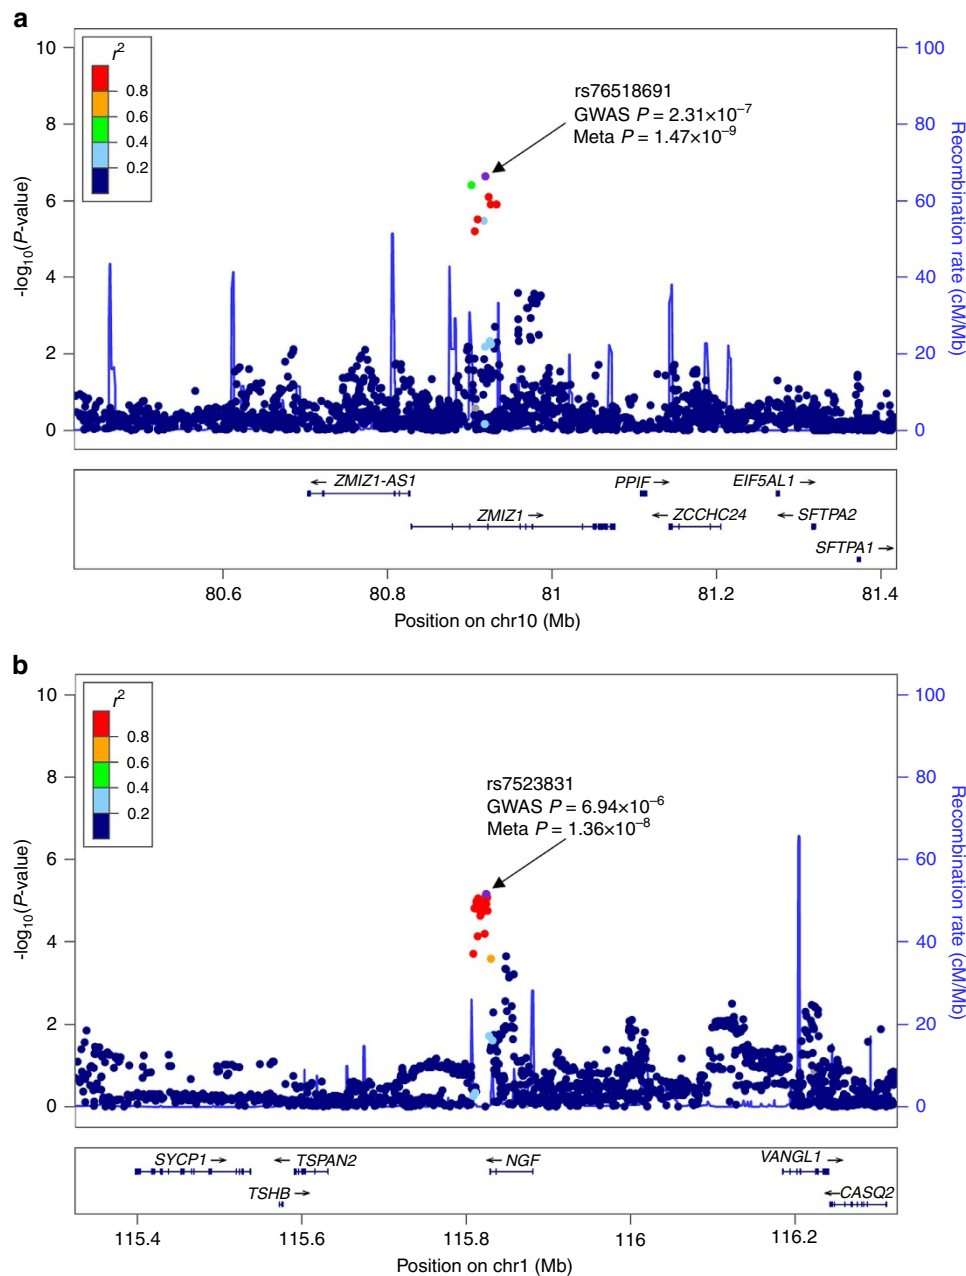 a
10
8
6
4
2
0
-log10(P-value)
r2
0.8
0.6
0.4
0.2
rs76518691
GWAS P = 2.31×10–7
Meta P = 1.47×10–9
100
80
60
40
20
0
Recombination rate (cM/Mb)
← ZMIZ1-AS1
PPIF →
EIF5AL1 →
ZMIZ1 →
← ZCCHC24
← SFTPA2
SFTPA1 →
80.6
80.8
81
81.2
81.4
Position on chr10 (Mb)
b
10
8
6
4
2
0
-log10(P-value)
r2
0.8
0.6
0.4
0.2
rs7523831
GWAS P = 6.94×10–6
Meta P = 1.36×10–8
100
80
60
40
20
0
Recombination rate (cM/Mb)
SYCP1 →
← TSPAN2
← NGF
VANGL1 →
TSHB →
←CASQ2
115.4
115.6
115.8
116
116.2
Position on chr1 (Mb)